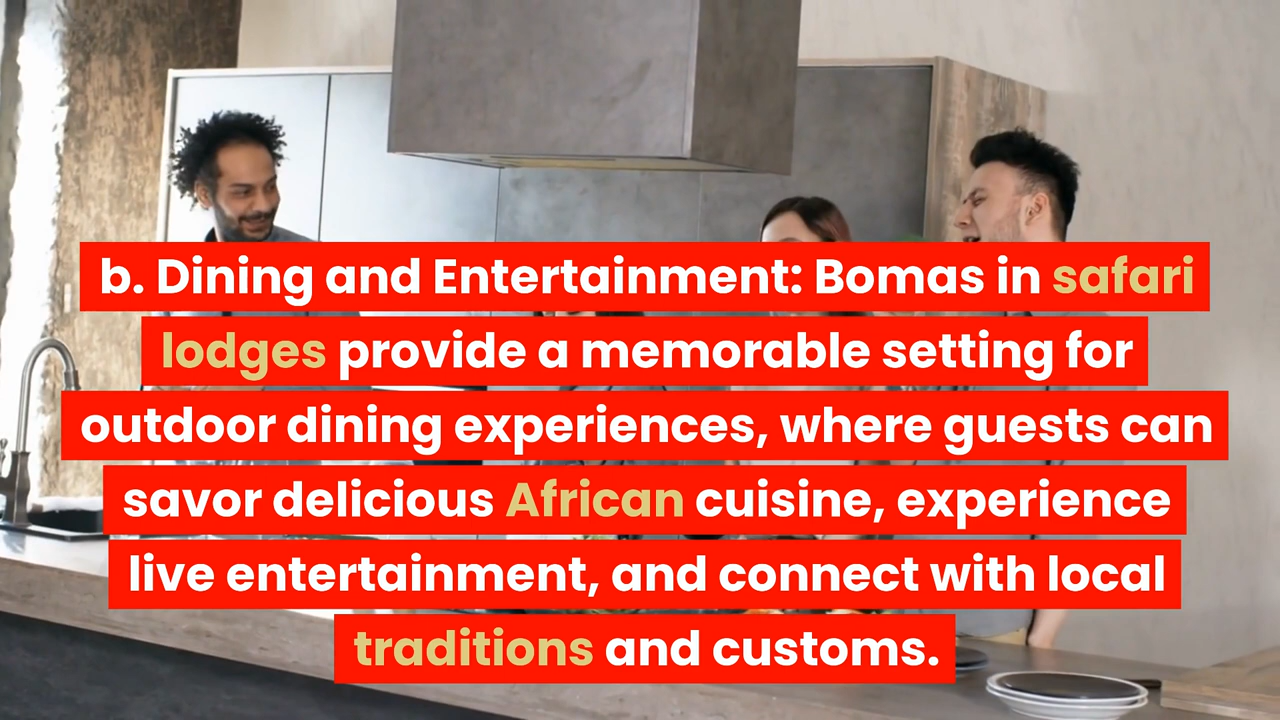 b. Dining and Entertainment: Bomas in safari
lodges provide a memorable setting for
outdoor dining experiences, where guests can
savor delicious African cuisine, experience
live entertainment, and connect with local
traditions and customs.